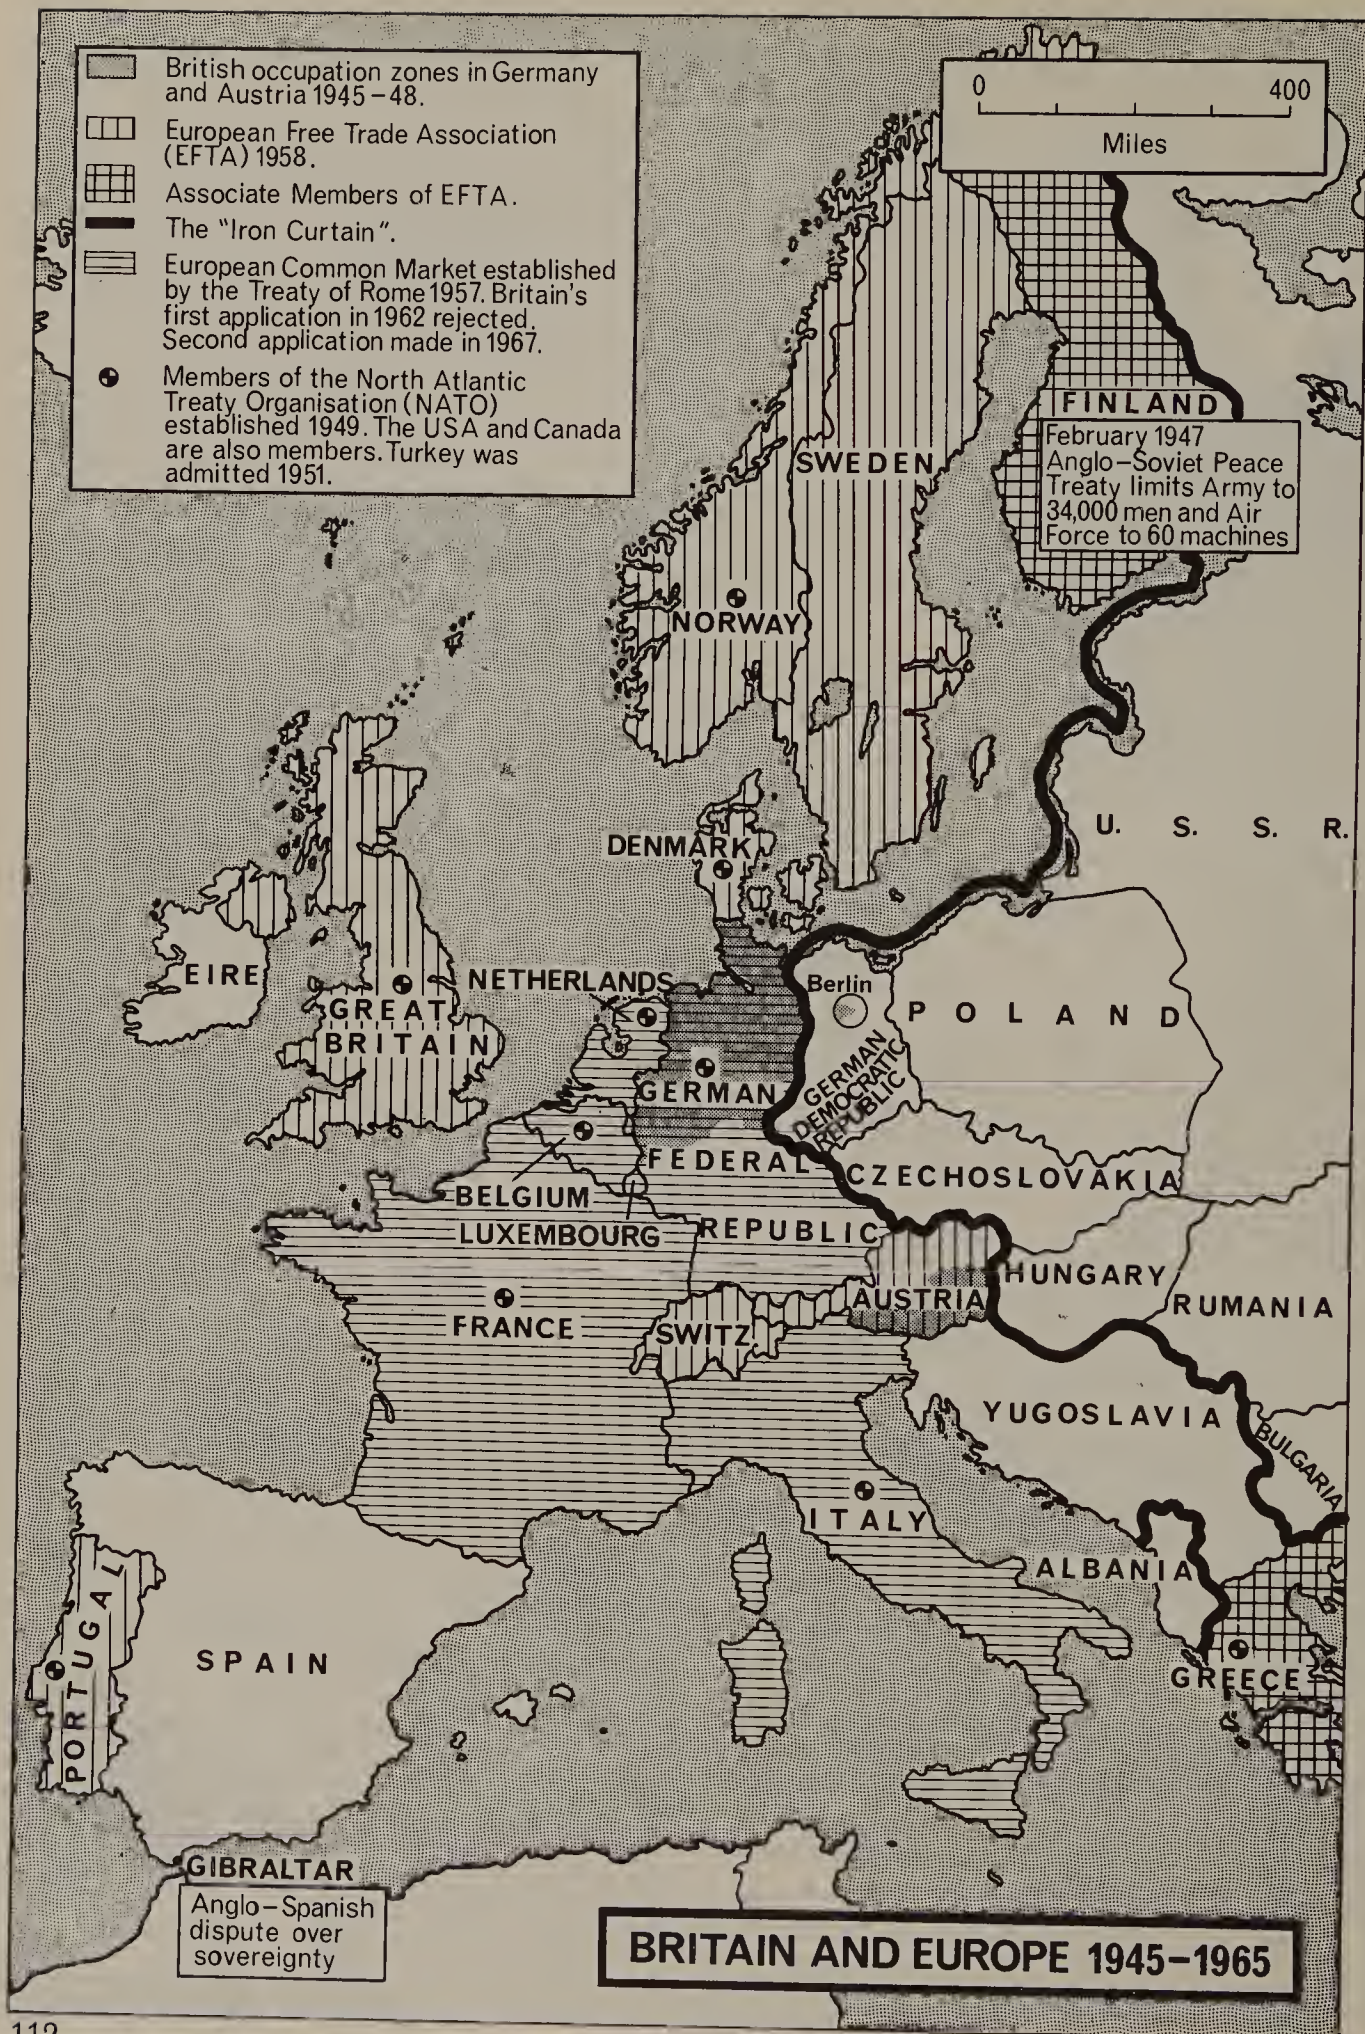 British occupation zones in Germany
and Austria 1945-48.
European Free Trade Association
(EFTA) 1958.
Associate Members of EFTA.
The "Iron Curtain".
European Common Market established
by the Treaty of Rome 1957. Britain's
first application in 1962 rejected.
Second application made in 1967.
Members of the North Atlantic
Treaty Organisation (NATO)
established 1949. The USA and Canada
are also members. Turkey was
admitted 1951.
0 400
Miles
FINLAND
February 1947
Anglo-Soviet Peace
Treaty limits Army to
34,000 men and Air
Force to 60 machines
SWEDEN
NORWAY
U. S. S. R.
DENMARK
EIRE
GREAT
BRITAIN
NETHERLANDS
Berlin
POLAND
GERMAN
DEMOCRATIC
REPUBLIC
GERMAN
FEDERAL
REPUBLIC
CZECHOSLOVAKIA
BELGIUM
LUXEMBOURG
HUNGARY
AUSTRIA
RUMANIA
FRANCE
SWITZ
YUGOSLAVIA
BULGARIA
ITALY
ALBANIA
PORTUGAL
SPAIN
GREECE
GIBRALTAR
Anglo-Spanish
dispute over
sovereignty
BRITAIN AND EUROPE 1945-1965
112